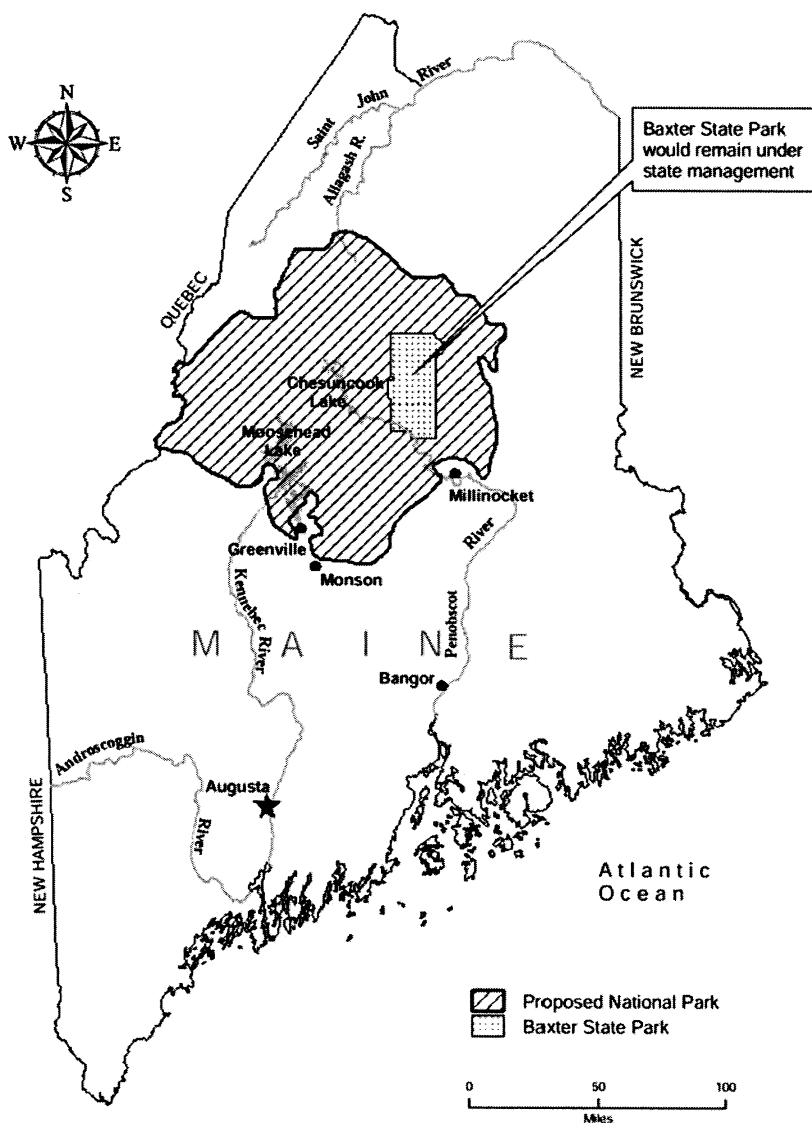 N
W E
S
Saint John River
Allagash R.
Baxter State Park
would remain under
state management
QUEBEC
NEW BRUNSWICK
Chesuncook
Lake
Moosehead
Lake
Millinocket
Greenville
Monson
Kennebec River
Penobscot River
M A I N E
Bangor
Androscoggin River
Augusta
NEW HAMPSHIRE
Atlantic
Ocean
Proposed National Park
Baxter State Park
0 50 100
Miles